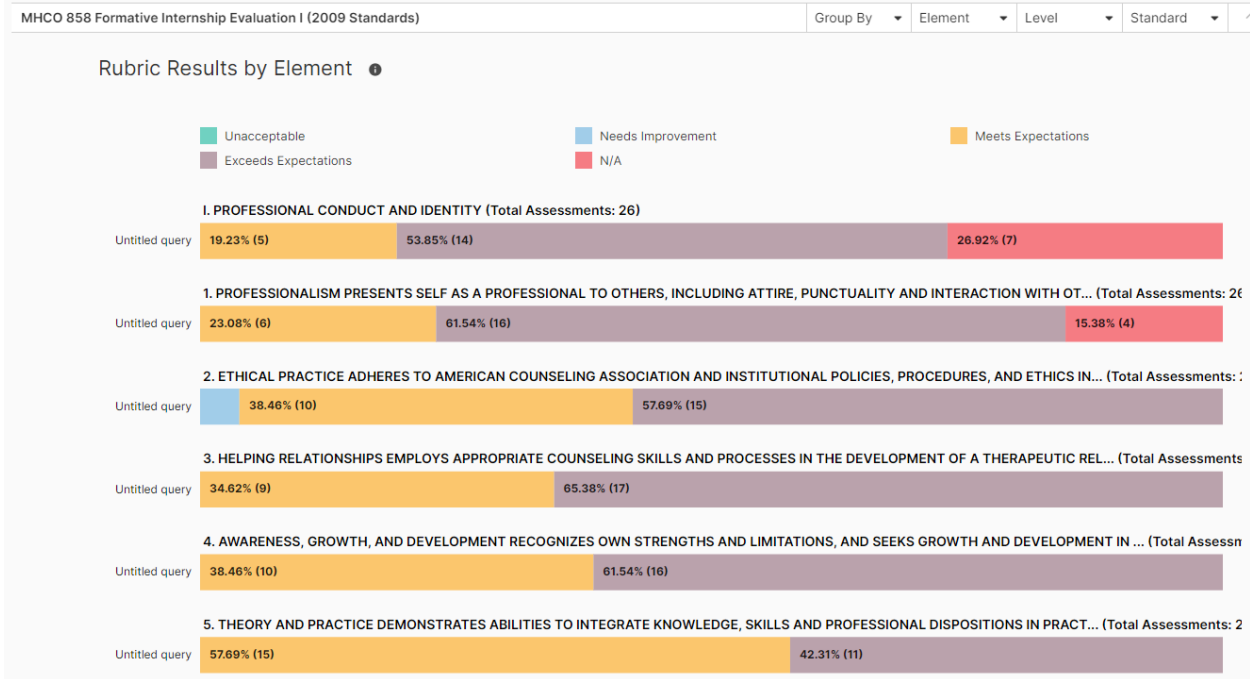 MHCO 858 Formative Internship Evaluation I (2009 Standards) Group By Element Level Standard
Rubric Results by Element
Unacceptable Needs Improvement Meets Expectations
Exceeds Expectations N/A
I. PROFESSIONAL CONDUCT AND IDENTITY (Total Assessments: 26)
Untitled query 19.23% (5) 53.85% (14) 26.92% (7)
1. PROFESSIONALISM PRESENTS SELF AS A PROFESSIONAL TO OTHERS, INCLUDING ATTIRE, PUNCTUALITY AND INTERACTION WITH OT... (Total Assessments: 26
Untitled query 23.08% (6) 61.54% (16) 15.38% (4)
2. ETHICAL PRACTICE ADHERES TO AMERICAN COUNSELING ASSOCIATION AND INSTITUTIONAL POLICIES, PROCEDURES, AND ETHICS IN... (Total Assessments:
Untitled query 38.46% (10) 57.69% (15)
3. HELPING RELATIONSHIPS EMPLOYS APPROPRIATE COUNSELING SKILLS AND PROCESSES IN THE DEVELOPMENT OF A THERAPEUTIC REL... (Total Assessments
Untitled query 34.62% (9) 65.38% (17)
4. AWARENESS, GROWTH, AND DEVELOPMENT RECOGNIZES OWN STRENGTHS AND LIMITATIONS, AND SEEKS GROWTH AND DEVELOPMENT IN ... (Total Assessm
Untitled query 38.46% (10) 61.54% (16)
5. THEORY AND PRACTICE DEMONSTRATES ABILITIES TO INTEGRATE KNOWLEDGE, SKILLS AND PROFESSIONAL DISPOSITIONS IN PRACT... (Total Assessments: 2
Untitled query 57.69% (15) 42.31% (11)